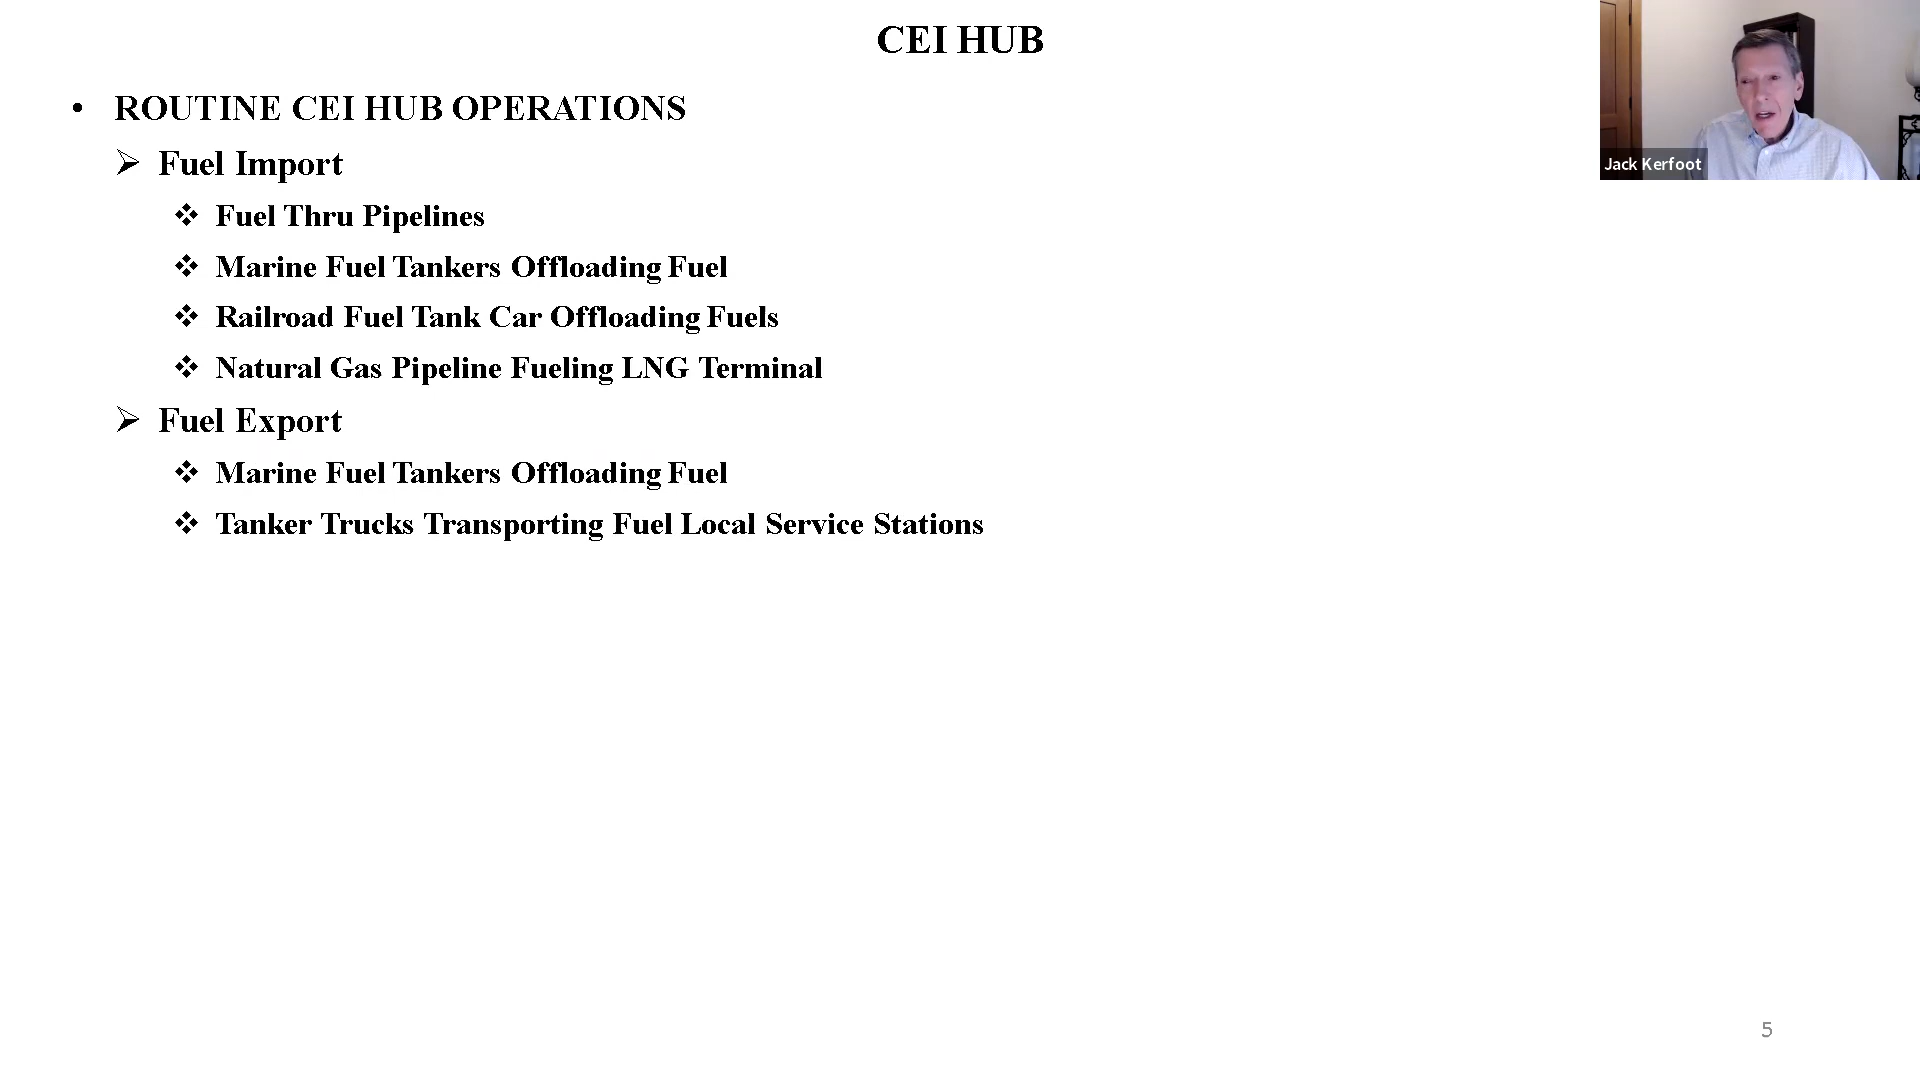 CEI HUB
• ROUTINE CEI HUB OPERATIONS
➢ Fuel Import
❖ Fuel Thru Pipelines
❖ Marine Fuel Tankers Offloading Fuel
❖ Railroad Fuel Tank Car Offloading Fuels
❖ Natural Gas Pipeline Fueling LNG Terminal
➢ Fuel Export
❖ Marine Fuel Tankers Offloading Fuel
❖ Tanker Trucks Transporting Fuel Local Service Stations
Jack Kerfoot
5